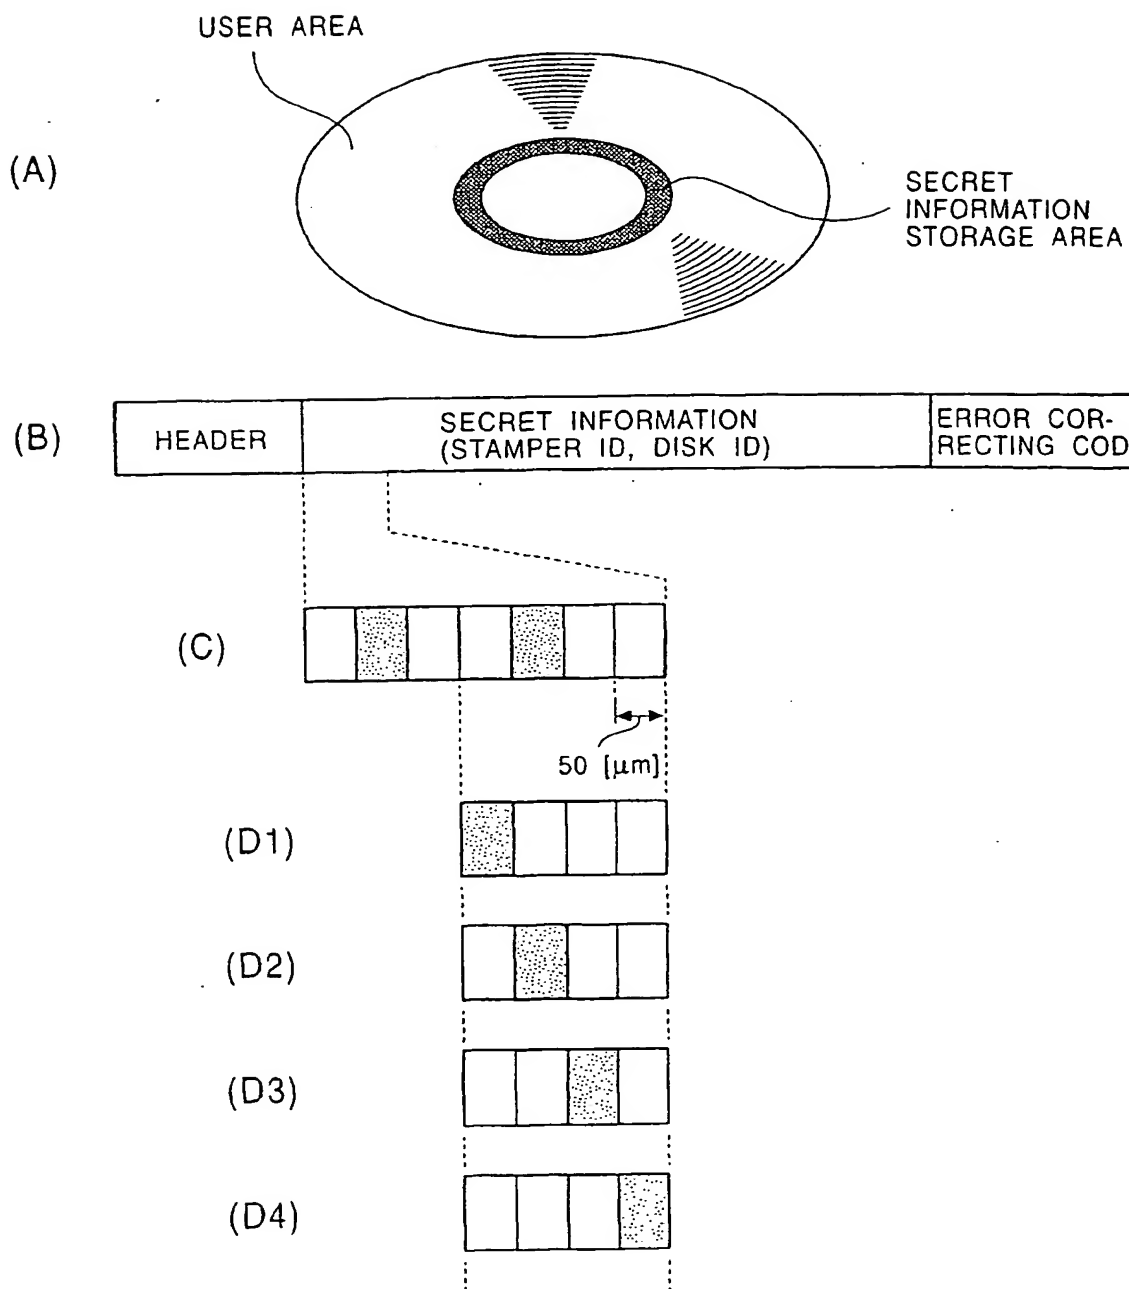 USER AREA
(A)
SECRET
INFORMATION
STORAGE AREA
(B)
HEADER
SECRET INFORMATION
(STAMPER ID, DISK ID)
ERROR COR-
RECTING COD
(C)
50 [μm]
(D1)
(D2)
(D3)
(D4)